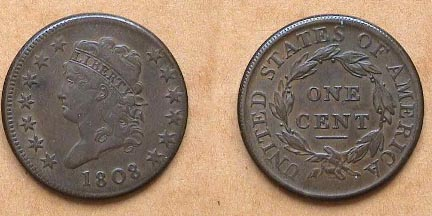 LIBERTY
1808
UNITED STATES OF AMERICA
ONE
CENT